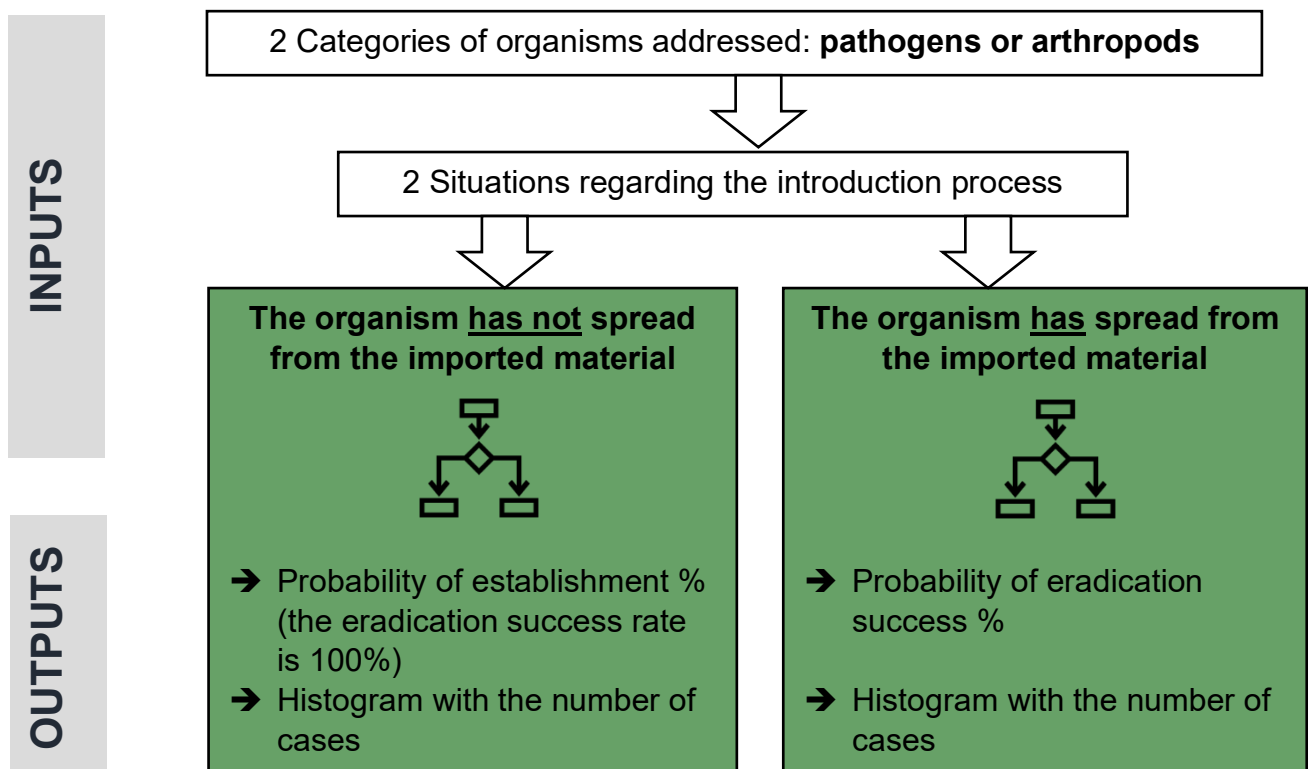 INPUTS
2 Categories of organisms addressed: pathogens or arthropods
2 Situations regarding the introduction process
The organism has not spread
from the imported material
The organism has spread from
the imported material
OUTPUTS
➔ Probability of establishment %
(the eradication success rate
is 100%)
➔ Histogram with the number of
cases
➔ Probability of eradication
success %
➔ Histogram with the number of
cases